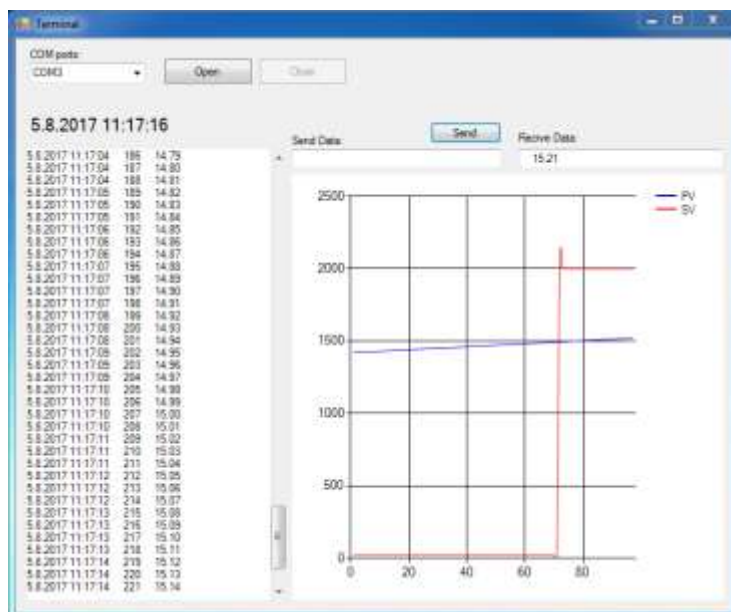 Terminal
COM ports:
COM3
Open
Close
5.8.2017 11:17:16
Send Data:
Send
Recive Data:
15.21
5.8.2017 11:17:04 186 14.79
5.8.2017 11:17:04 187 14.80
5.8.2017 11:17:04 188 14.81
5.8.2017 11:17:05 189 14.82
5.8.2017 11:17:05 190 14.83
5.8.2017 11:17:05 191 14.84
5.8.2017 11:17:06 192 14.85
5.8.2017 11:17:06 193 14.86
5.8.2017 11:17:06 194 14.87
5.8.2017 11:17:07 195 14.88
5.8.2017 11:17:07 196 14.89
5.8.2017 11:17:07 197 14.90
5.8.2017 11:17:07 198 14.91
5.8.2017 11:17:08 199 14.92
5.8.2017 11:17:08 200 14.93
5.8.2017 11:17:08 201 14.94
5.8.2017 11:17:09 202 14.95
5.8.2017 11:17:09 203 14.96
5.8.2017 11:17:09 204 14.97
5.8.2017 11:17:10 205 14.98
5.8.2017 11:17:10 206 14.99
5.8.2017 11:17:10 207 15.00
5.8.2017 11:17:10 208 15.01
5.8.2017 11:17:11 209 15.02
5.8.2017 11:17:11 210 15.03
5.8.2017 11:17:11 211 15.04
5.8.2017 11:17:12 212 15.05
5.8.2017 11:17:12 213 15.06
5.8.2017 11:17:12 214 15.07
5.8.2017 11:17:13 215 15.08
5.8.2017 11:17:13 216 15.09
5.8.2017 11:17:13 217 15.10
5.8.2017 11:17:13 218 15.11
5.8.2017 11:17:14 219 15.12
5.8.2017 11:17:14 220 15.13
5.8.2017 11:17:14 221 15.14
2500
2000
1500
1000
500
0
0 20 40 60 80
PV
SV